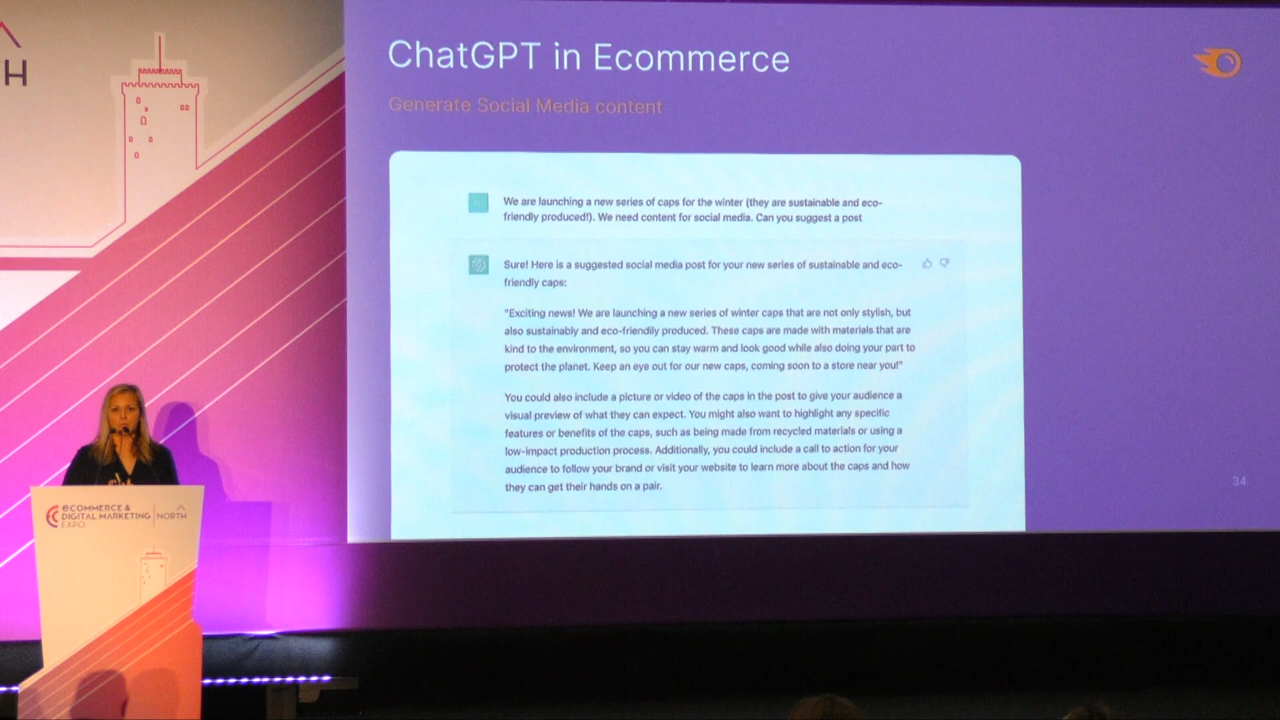 H
ChatGPT in Ecommerce
Generate Social Media content
We are launching a new series of caps for the winter (they are sustainable and eco-
friendly produced!). We need content for social media. Can you suggest a post
Sure! Here is a suggested social media post for your new series of sustainable and eco-
friendly caps:
"Exciting news! We are launching a new series of winter caps that are not only stylish, but
also sustainably and eco-friendily produced. These caps are made with materials that are
kind to the environment, so you can stay warm and look good while also doing your part to
protect the planet. Keep an eye out for our new caps, coming soon to a store near you!"
You could also include a picture or video of the caps in the post to give your audience a
visual preview of what they can expect. You might also want to highlight any specific
features or benefits of the caps, such as being made from recycled materials or using a
low-impact production process. Additionally, you could include a call to action for your
audience to follow your brand or visit your website to learn more about the caps and how
they can get their hands on a pair.
34
eCOMMERCE &
DIGITAL MARKETING | NORTH
EXPO